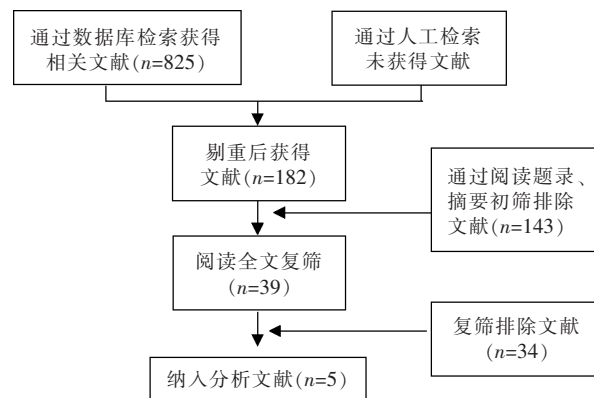 通过数据库检索获得
相关文献(n=825)
通过人工检索
未获得文献
剔重后获得
文献(n=182)
通过阅读题录、
摘要初筛排除
文献(n=143)
阅读全文复筛
(n=39)
复筛排除文献
(n=34)
纳入分析文献(n=5)